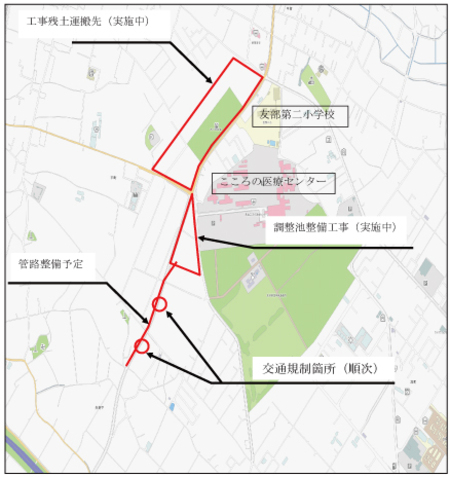 工事残土運搬先（実施中）
友部第二小学校
こころの医療センター
調整池整備工事（実施中）
管路整備予定
交通規制箇所（順次）